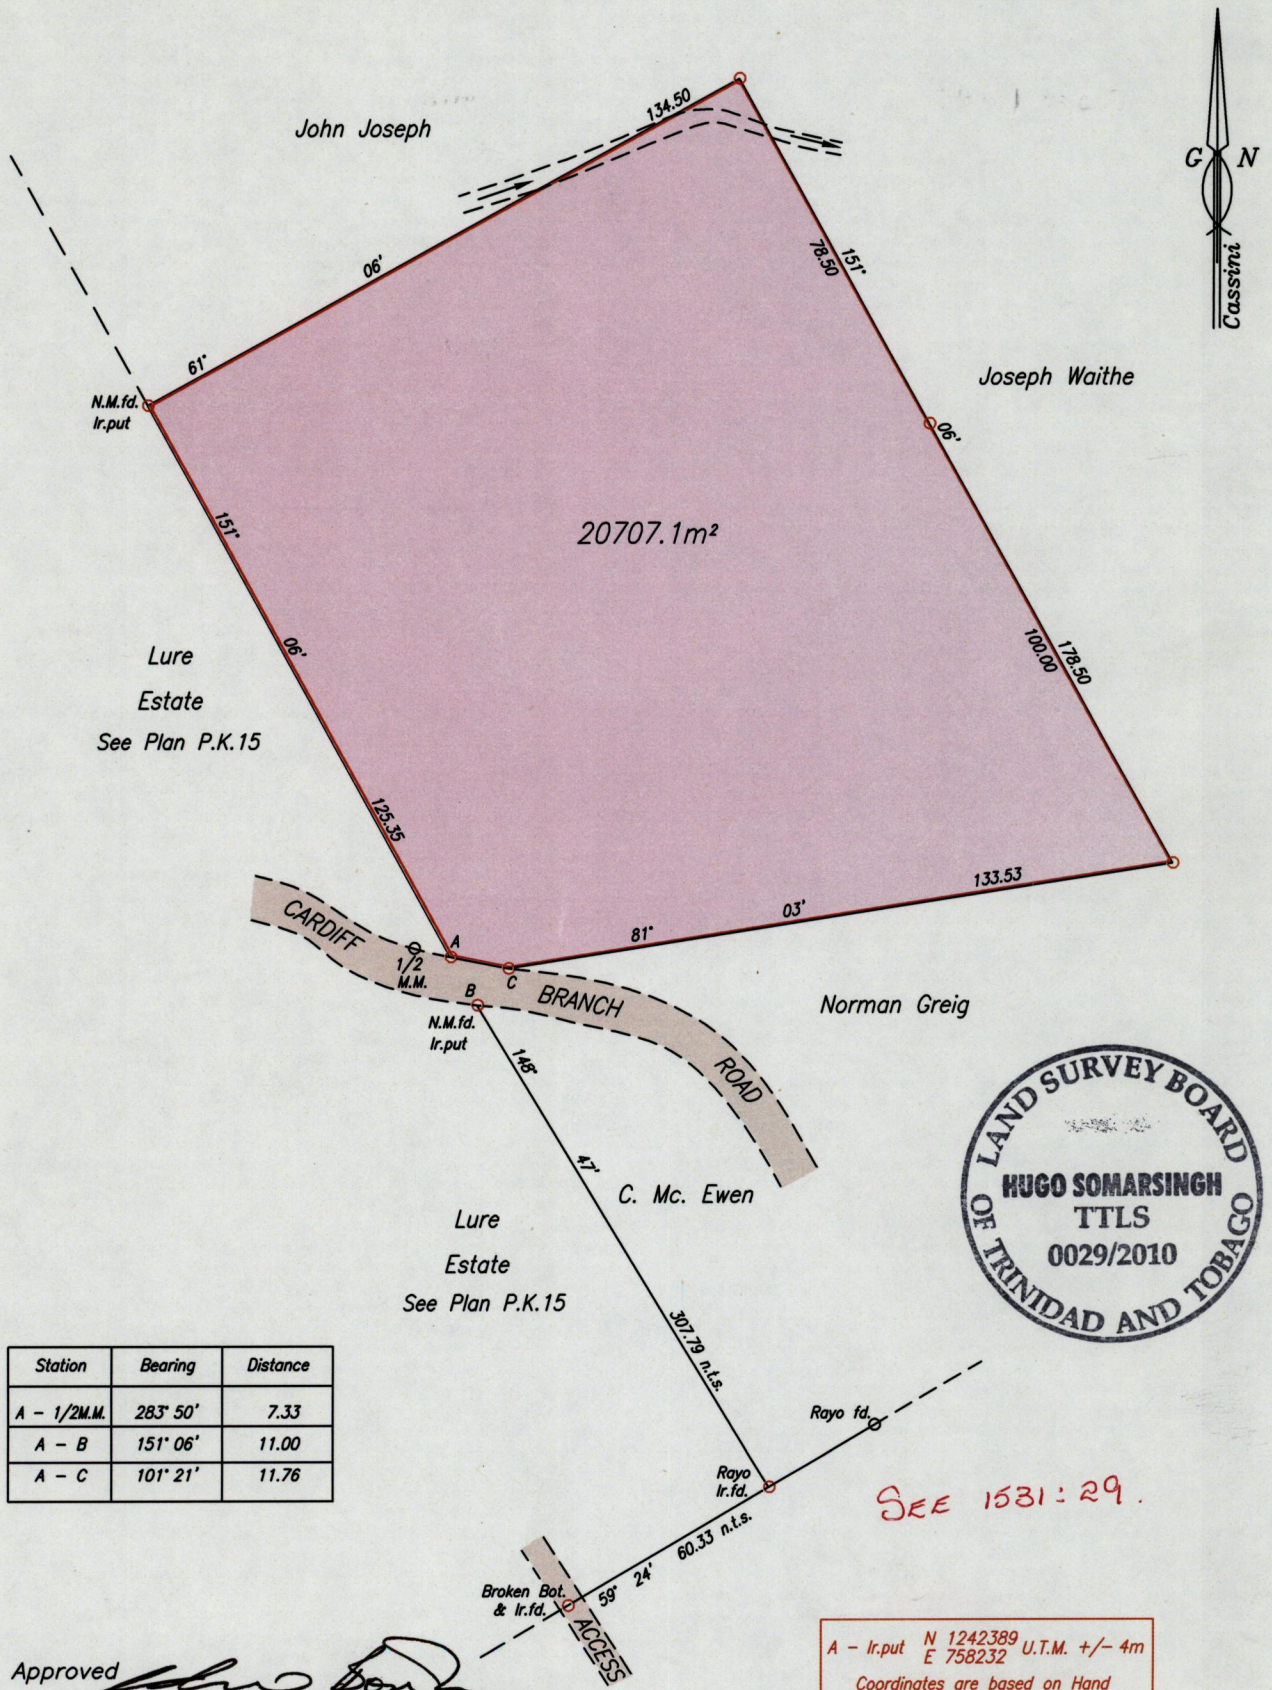 John Joseph
134.50
06'
61°
G N
Cassini
78.50
151°
Joseph Waithe
06'
N.M.fd.
Ir.put
20707.1m²
151°
06'
125.35
100.00
178.50
Lure
Estate
See Plan P.K.15
133.53
03'
81°
CARDIFF
BRANCH
ROAD
A
1/2
M.M.
C
B
N.M.fd.
Ir.put
Norman Greig
148°
47'
307.79 n.t.s.
C. Mc. Ewen
Lure
Estate
See Plan P.K.15
LAND SURVEY BOARD
HUGO SOMARSINGH
TTLS
0029/2010
OF TRINIDAD AND TOBAGO
Station Bearing Distance
A - 1/2M.M. 283° 50' 7.33
A - B 151° 06' 11.00
A - C 101° 21' 11.76
Rayo fd.
Rayo
Ir.fd.
SEE 1531:29.
60.33 n.t.s.
24'
59°
Broken Bot.
& Ir.fd.
ACCESS
A - Ir.put N 1242389 E 758232 U.T.M. +/- 4m
Coordinates are based on Hand
Approved